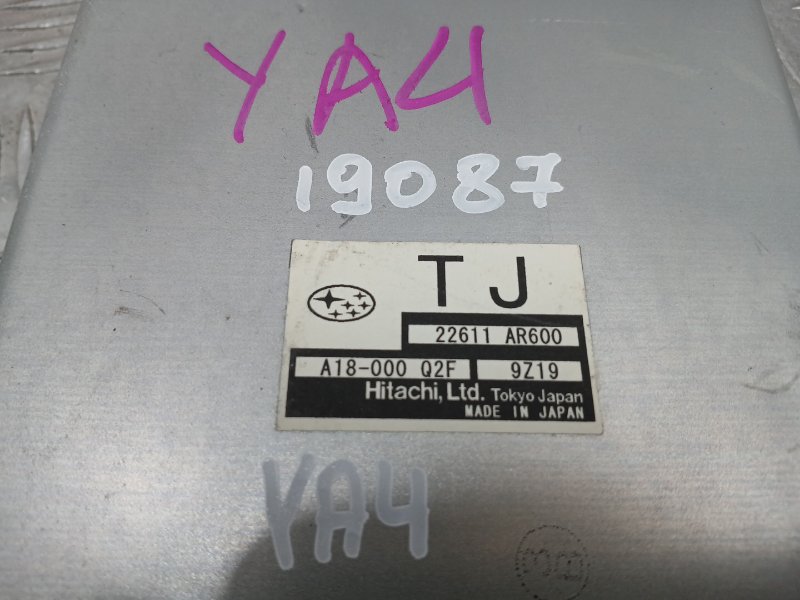 YA4
19087
TJ
22611 AR600
A18-000 Q2F 9Z19
Hitachi, Ltd. Tokyo Japan
MADE IN JAPAN
YA4